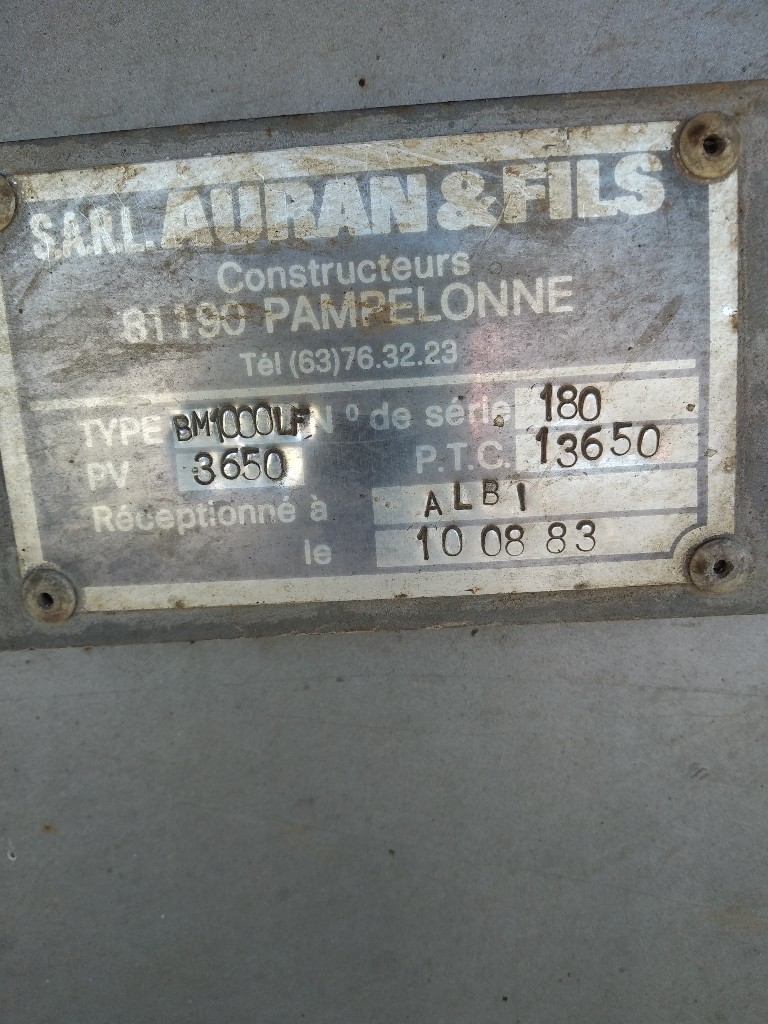 S.A.R.L. AURAN & FILS
Constructeurs
81190 PAMPELONNE
Tél (63)76.32.23
TYPE BM1000LF N° de série 180
PV 3650 P.T.C. 13650
Réceptionné à ALBI
le 10 08 83